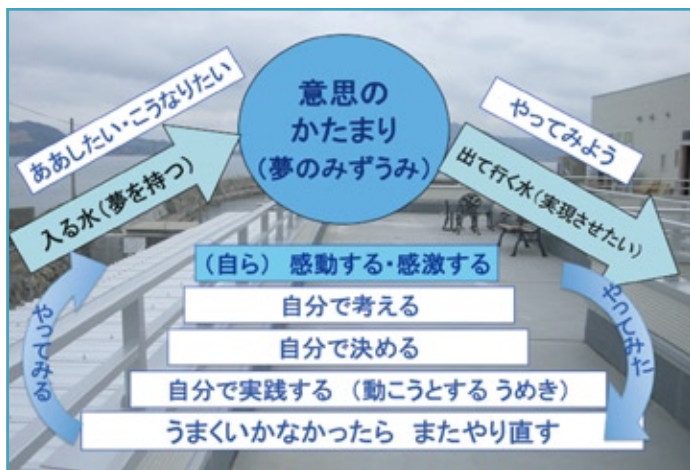 ああしたい・こうなりたい
入る水(夢を持つ)
意思の
かたまり
(夢のみずうみ)
やってみよう
出て行く水(実現させたい)
(自ら) 感動する・感激する
自分で考える
自分で決める
自分で実践する (動こうとする うめき)
うまくいかなかったら またやり直す
やってみる
やってみた